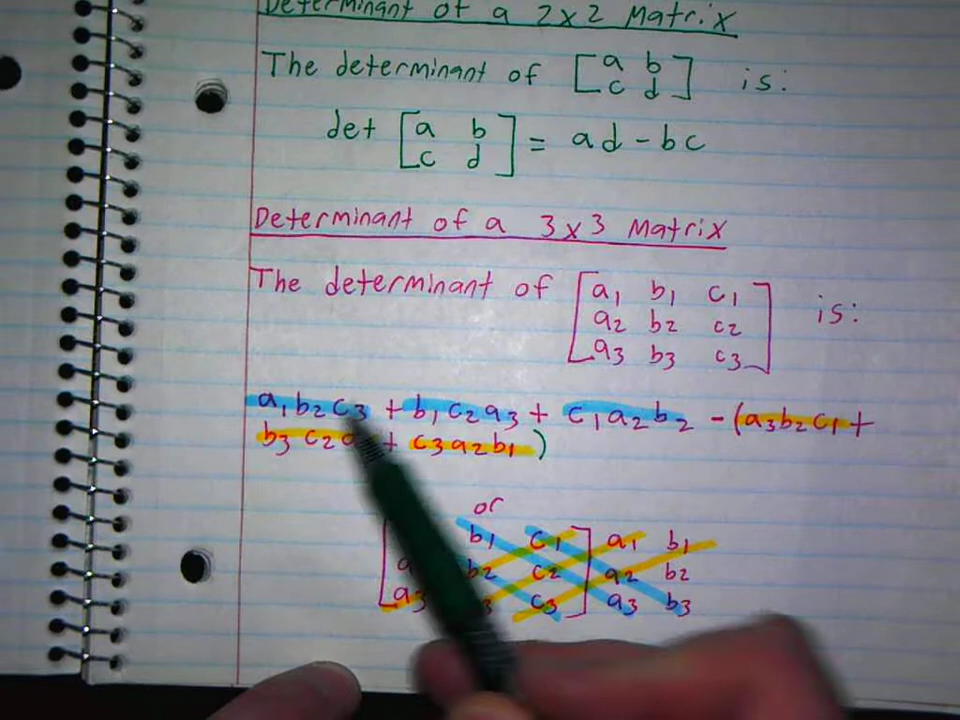 Determinant of a 2x2 Matrix
The determinant of [a b is:
c d]
det [a b = ad - bc
c d]
Determinant of a 3x3 Matrix
The determinant of [a₁ b₁ c₁
a₂ b₂ c₂ is:
a₃ b₃ c₃]
a₁b₂c₃ + b₁c₂a₃ + c₁a₂b₂ - (a₃b₂c₁ +
b₃c₂ + c₃a₂b₁)
or
b₁ c₁ a₁ b₁
b₂ c₂ a₂ b₂
a₃ c₃ a₃ b₃